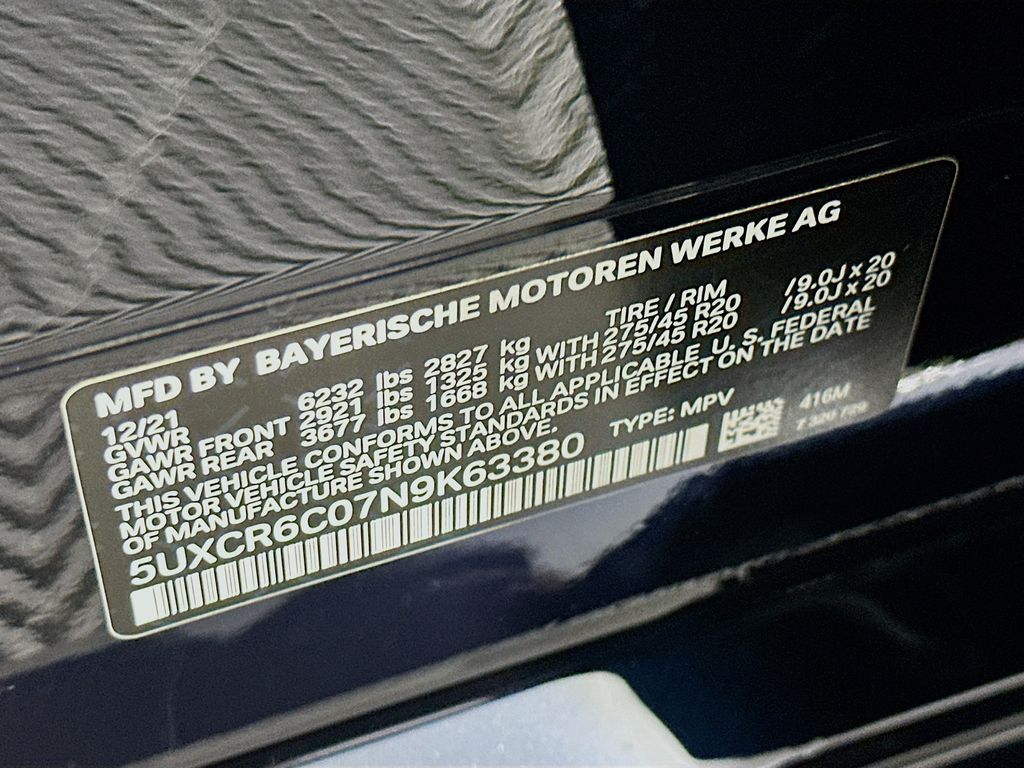 MFD BY BAYERISCHE MOTOREN WERKE AG
12/21 TIRE / RIM
GVWR 6232 lbs 2827 kg
GAWR FRONT 2921 lbs 1325 kg WITH 275/45 R20 /9.0J x 20
GAWR REAR 3677 lbs 1668 kg WITH 275/45 R20 /9.0J x 20
THIS VEHICLE CONFORMS TO ALL APPLICABLE U. S. FEDERAL
MOTOR VEHICLE SAFETY STANDARDS IN EFFECT ON THE DATE
OF MANUFACTURE SHOWN ABOVE.
5UXCR6C07N9K63380 TYPE: MPV
416M